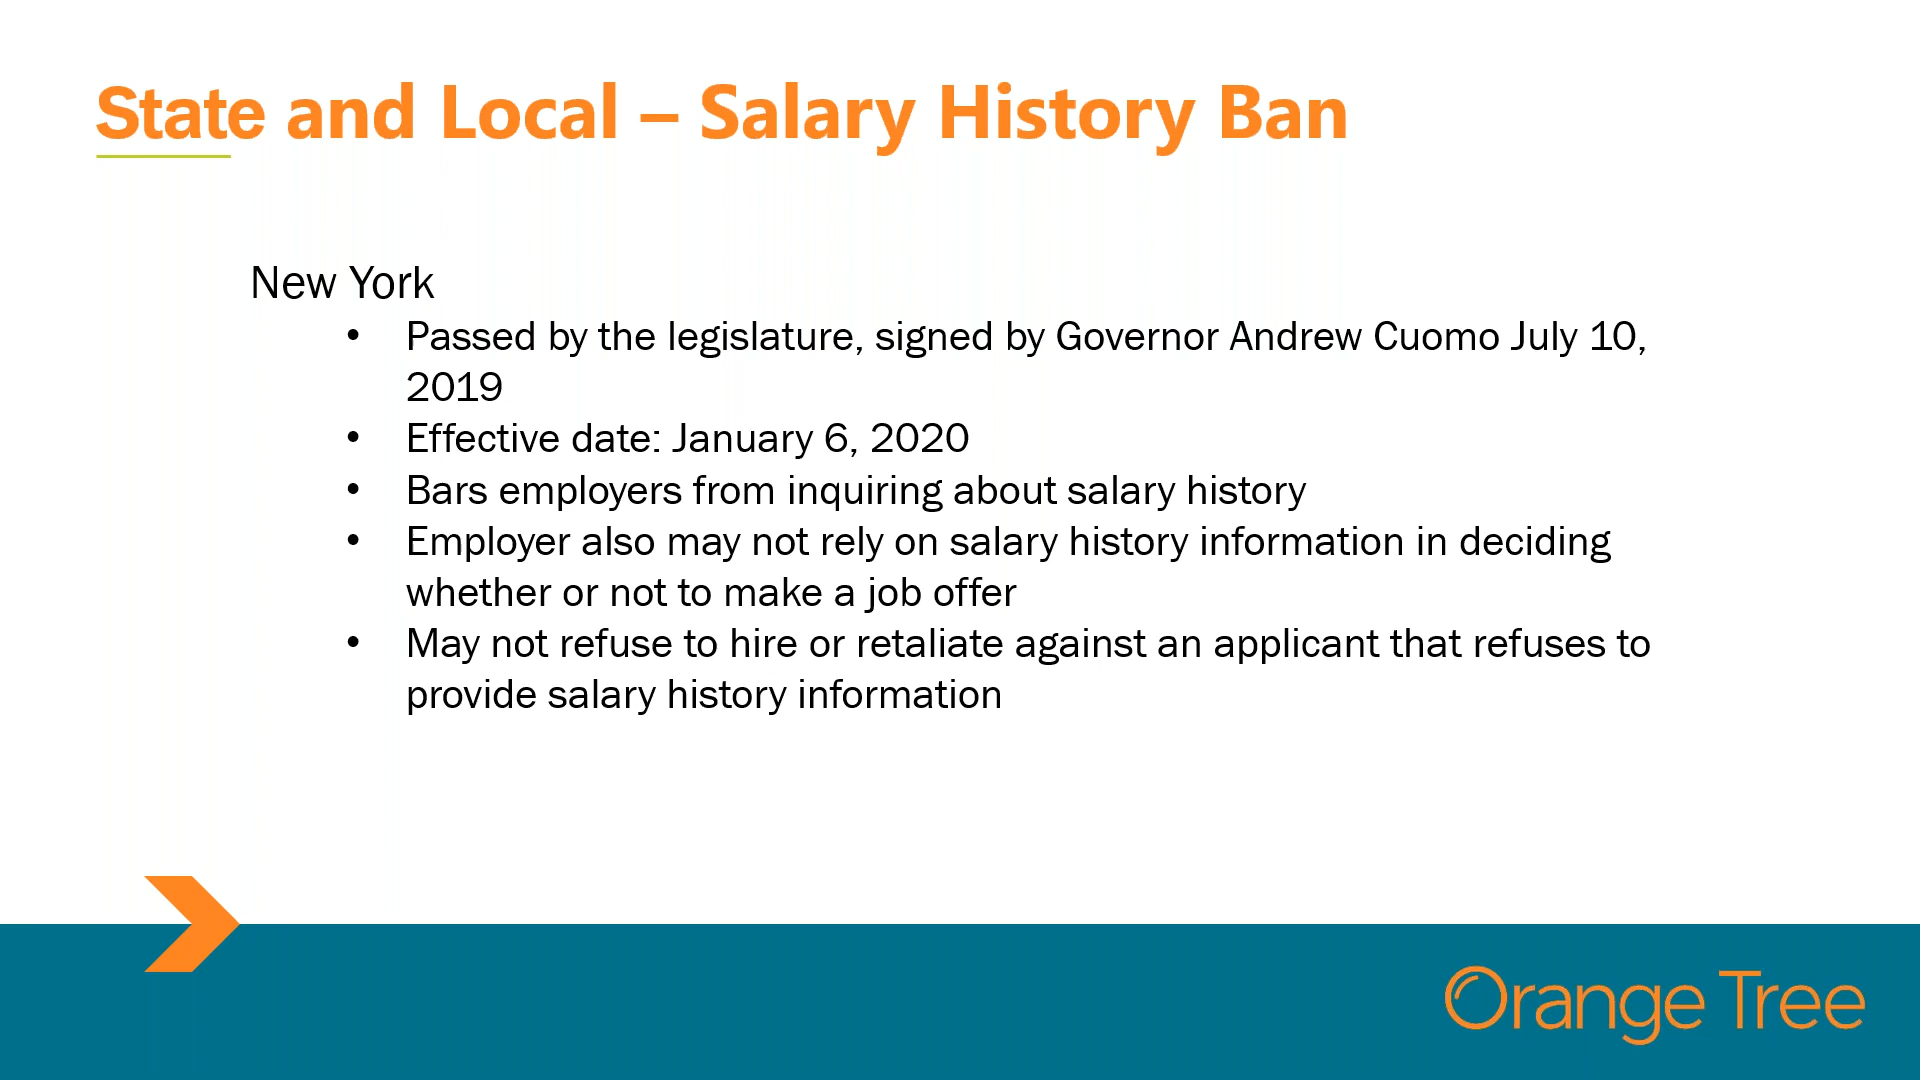 State and Local – Salary History Ban
New York
• Passed by the legislature, signed by Governor Andrew Cuomo July 10,
2019
• Effective date: January 6, 2020
• Bars employers from inquiring about salary history
• Employer also may not rely on salary history information in deciding
whether or not to make a job offer
• May not refuse to hire or retaliate against an applicant that refuses to
provide salary history information
Orange Tree